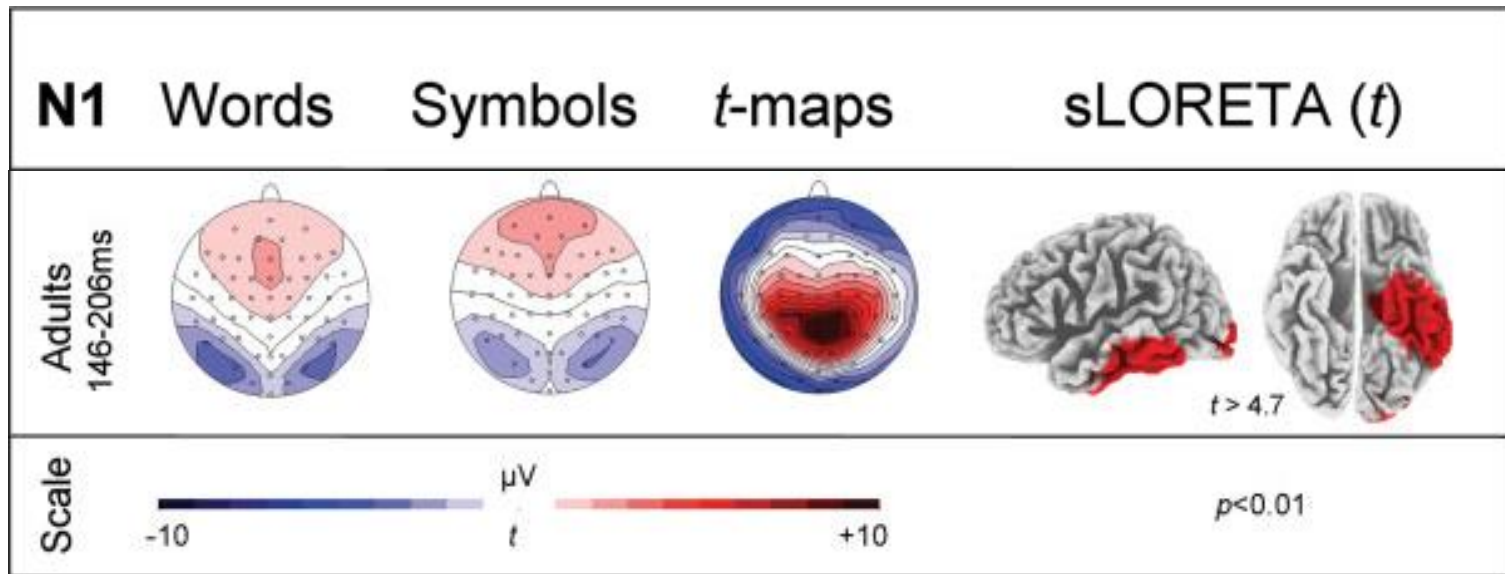 N1 Words Symbols t-maps sLORETA (t)
Adults
146-206ms
t > 4.7
Scale
µV
-10 t +10
p<0.01